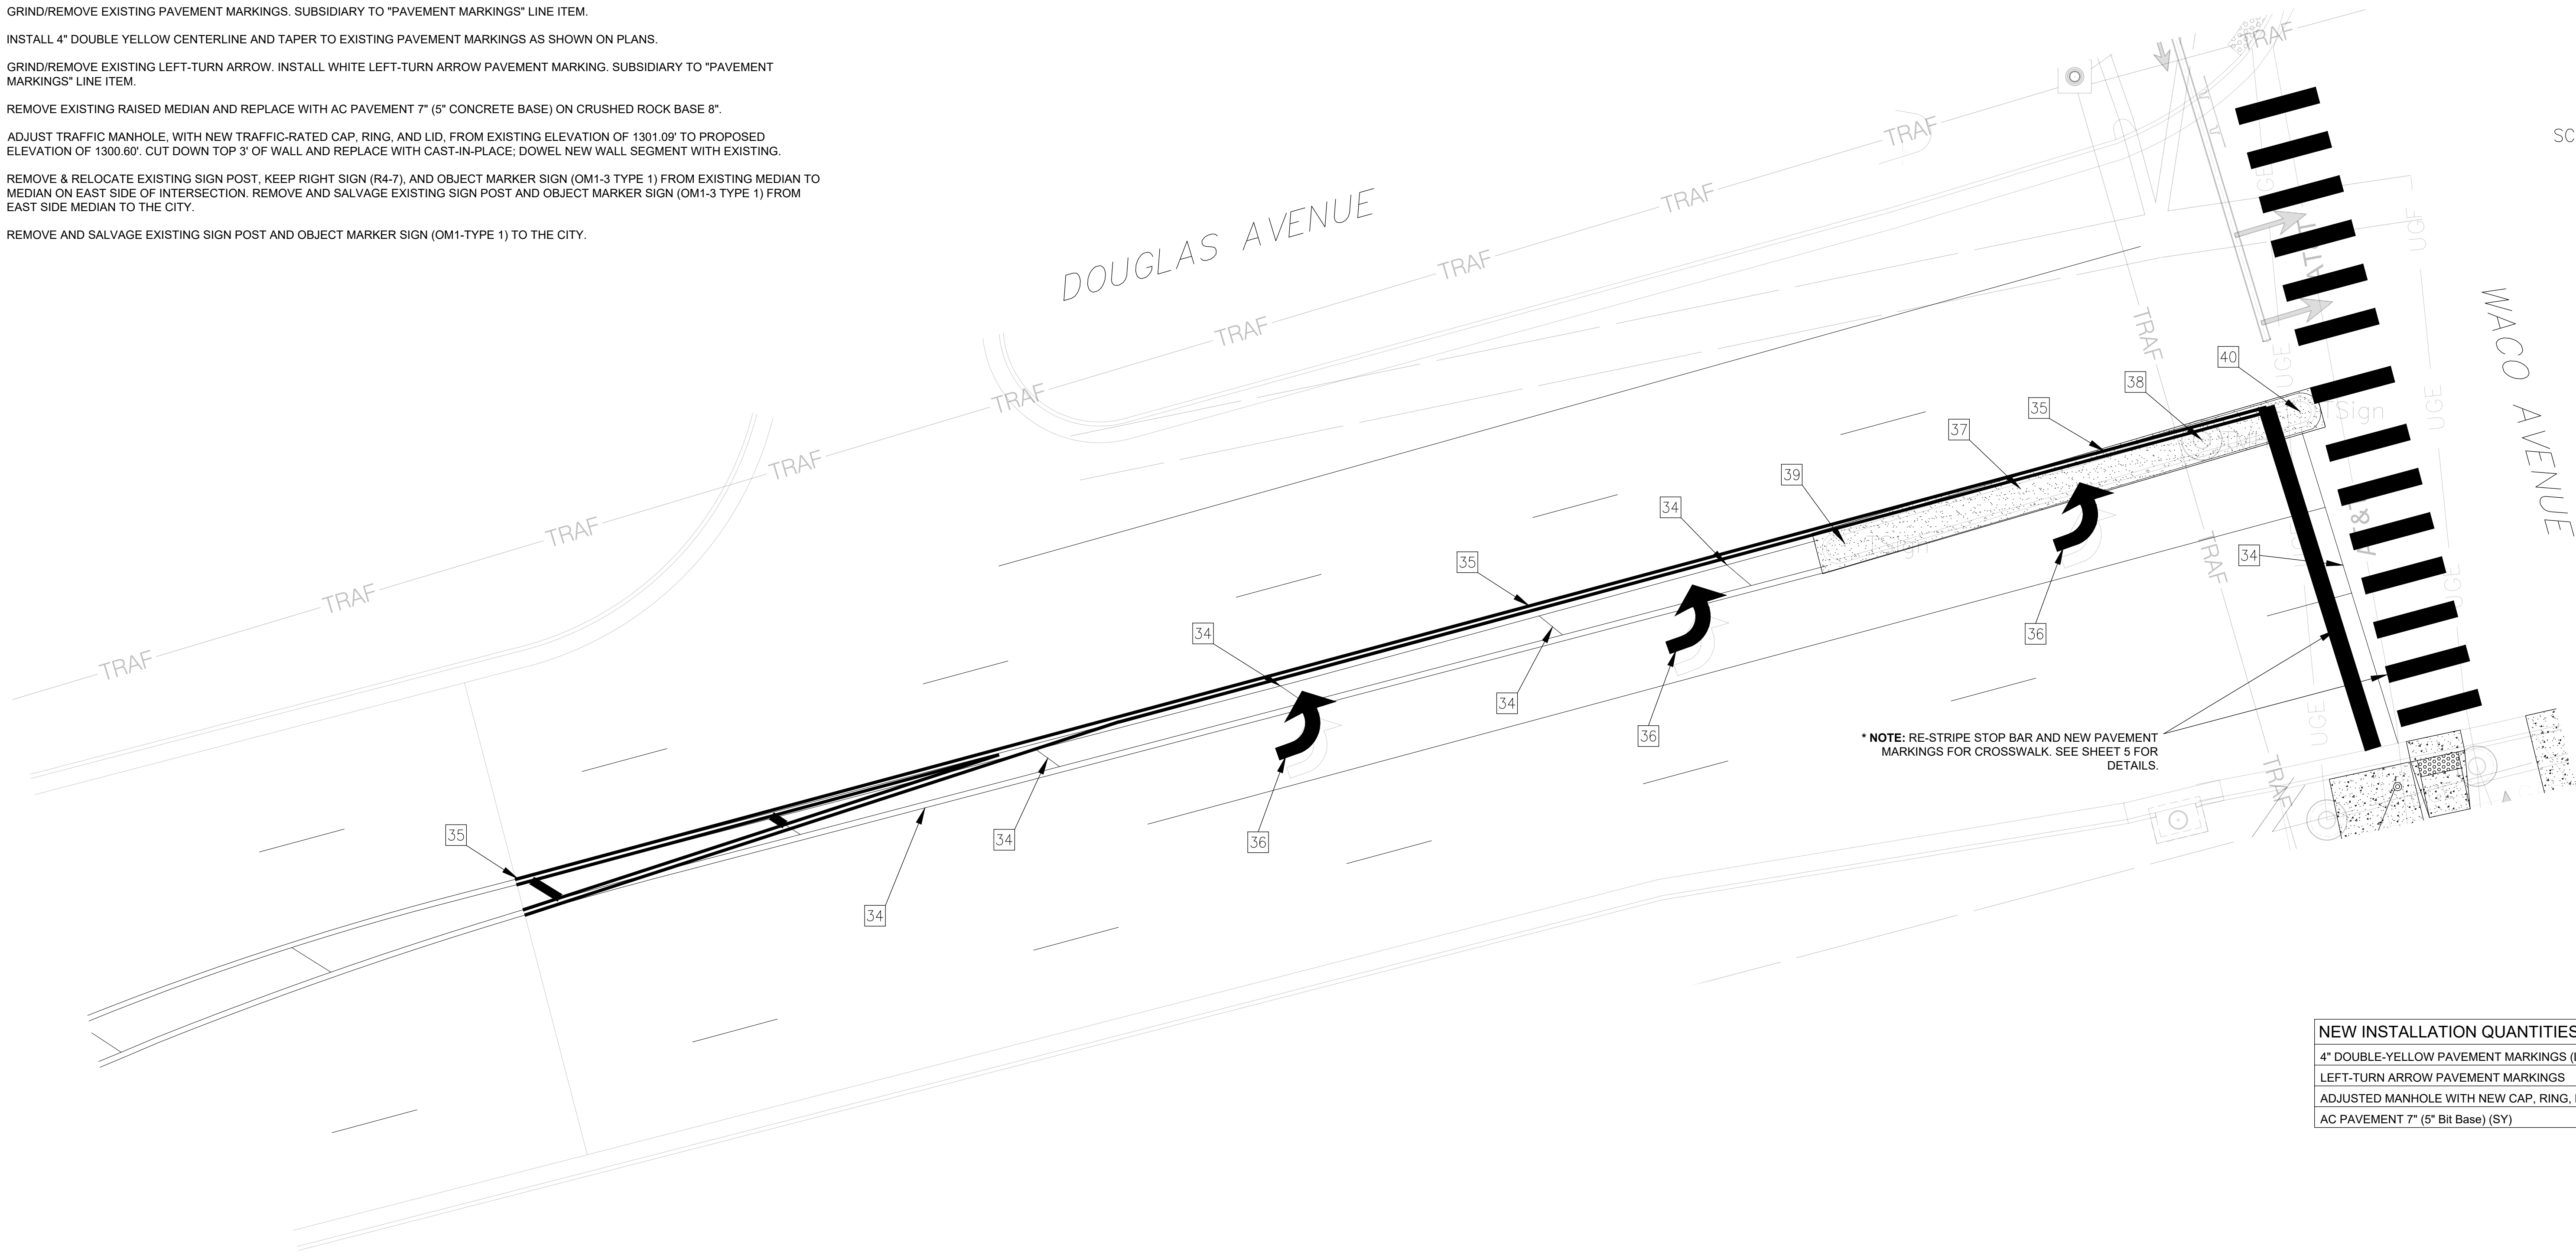 GRIND/REMOVE EXISTING PAVEMENT MARKINGS. SUBSIDIARY TO "PAVEMENT MARKINGS" LINE ITEM.
INSTALL 4" DOUBLE YELLOW CENTERLINE AND TAPER TO EXISTING PAVEMENT MARKINGS AS SHOWN ON PLANS.
GRIND/REMOVE EXISTING LEFT-TURN ARROW. INSTALL WHITE LEFT-TURN ARROW PAVEMENT MARKING. SUBSIDIARY TO "PAVEMENT
MARKINGS" LINE ITEM.
REMOVE EXISTING RAISED MEDIAN AND REPLACE WITH AC PAVEMENT 7" (5" CONCRETE BASE) ON CRUSHED ROCK BASE 8".
ADJUST TRAFFIC MANHOLE, WITH NEW TRAFFIC-RATED CAP, RING, AND LID, FROM EXISTING ELEVATION OF 1301.09' TO PROPOSED
ELEVATION OF 1300.60'. CUT DOWN TOP 3' OF WALL AND REPLACE WITH CAST-IN-PLACE; DOWEL NEW WALL SEGMENT WITH EXISTING.
REMOVE & RELOCATE EXISTING SIGN POST, KEEP RIGHT SIGN (R4-7), AND OBJECT MARKER SIGN (OM1-3 TYPE 1) FROM EXISTING MEDIAN TO
MEDIAN ON EAST SIDE OF INTERSECTION. REMOVE AND SALVAGE EXISTING SIGN POST AND OBJECT MARKER SIGN (OM1-3 TYPE 1) FROM
EAST SIDE MEDIAN TO THE CITY.
REMOVE AND SALVAGE EXISTING SIGN POST AND OBJECT MARKER SIGN (OM1-TYPE 1) TO THE CITY.
TRAF
TRAF
SC
TRAF
DOUGLAS AVENUE
TRAF
TRAF
TRAF
TRAF
TRAF
TRAF
TRAF
UGE
UGF
WACO AVENUE
TRAF
UGE
UGE
40
38
35
37
39
34
35
34
34
36
36
34
34
36
35
34
34
Sign
TRAF
UGE
UGE
TRAF
* NOTE: RE-STRIPE STOP BAR AND NEW PAVEMENT
MARKINGS FOR CROSSWALK. SEE SHEET 5 FOR
DETAILS.
NEW INSTALLATION QUANTITIES
4" DOUBLE-YELLOW PAVEMENT MARKINGS (
LEFT-TURN ARROW PAVEMENT MARKINGS
ADJUSTED MANHOLE WITH NEW CAP, RING,
AC PAVEMENT 7" (5" Bit Base) (SY)